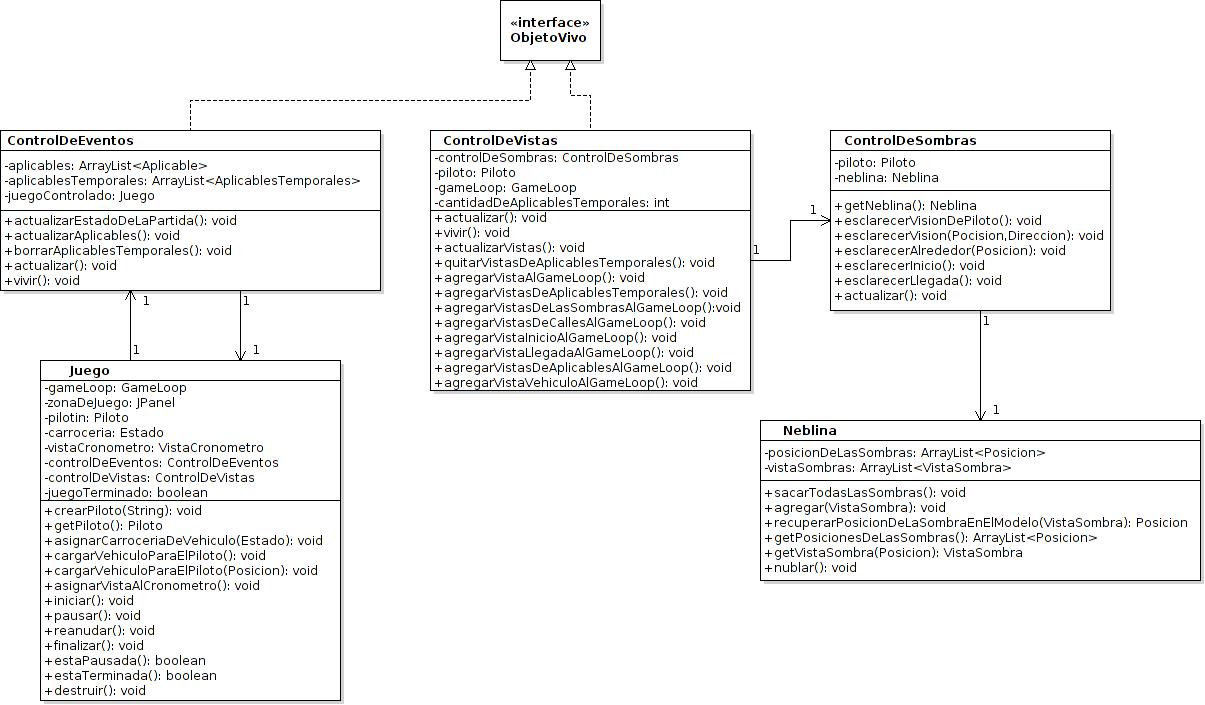 «interface»
ObjetoVivo
ControlDeEventos
-aplicables: ArrayList<Aplicable>
-aplicablesTemporales: ArrayList<AplicablesTemporales>
-juegoControlado: Juego
+actualizarEstadoDeLaPartida(): void
+actualizarAplicables(): void
+borrarAplicablesTemporales(): void
+actualizar(): void
+vivir(): void
1
1
1
1
Juego
-gameLoop: GameLoop
-zonaDeJuego: JPanel
-pilotin: Piloto
-carroceria: Estado
-vistaCronometro: VistaCronometro
-controlDeEventos: ControlDeEventos
-controlDeVistas: ControlDeVistas
-juegoTerminado: boolean
+crearPiloto(String): void
+getPiloto(): Piloto
+asignarCarroceriaDeVehiculo(Estado): void
+cargarVehiculoParaElPiloto(): void
+cargarVehiculoParaElPiloto(Posicion): void
+asignarVistaAlCronometro(): void
+iniciar(): void
+pausar(): void
+reanudar(): void
+finalizar(): void
+estaPausada(): boolean
+estaTerminada(): boolean
+destruir(): void
ControlDeVistas
-controlDeSombras: ControlDeSombras
-piloto: Piloto
-gameLoop: GameLoop
-cantidadDeAplicablesTemporales: int
+actualizar(): void
+vivir(): void
+actualizarVistas(): void
+quitarVistasDeAplicablesTemporales(): void
+agregarVistaAlGameLoop(): void
+agregarVistasDeAplicablesTemporales(): void
+agregarVistasDeLasSombrasAlGameLoop():void
+agregarVistasDeCallesAlGameLoop(): void
+agregarVistaInicioAlGameLoop(): void
+agregarVistaLlegadaAlGameLoop(): void
+agregarVistasDeAplicablesAlGameLoop(): void
+agregarVistaVehiculoAlGameLoop(): void
1
1
ControlDeSombras
-piloto: Piloto
-neblina: Neblina
+getNeblina(): Neblina
+esclarecerVisionDePiloto(): void
+esclarecerVision(Pocision,Direccion): void
+esclarecerAlrededor(Posicion): void
+esclarecerInicio(): void
+esclarecerLlegada(): void
+actualizar(): void
1
1
Neblina
-posicionDeLasSombras: ArrayList<Posicion>
-vistaSombras: ArrayList<VistaSombra>
+sacarTodasLasSombras(): void
+agregar(VistaSombra): void
+recuperarPosicionDeLaSombraEnElModelo(VistaSombra): Posicion
+getPosicionesDeLasSombras(): ArrayList<Posicion>
+getVistaSombra(Posicion): VistaSombra
+nublar(): void